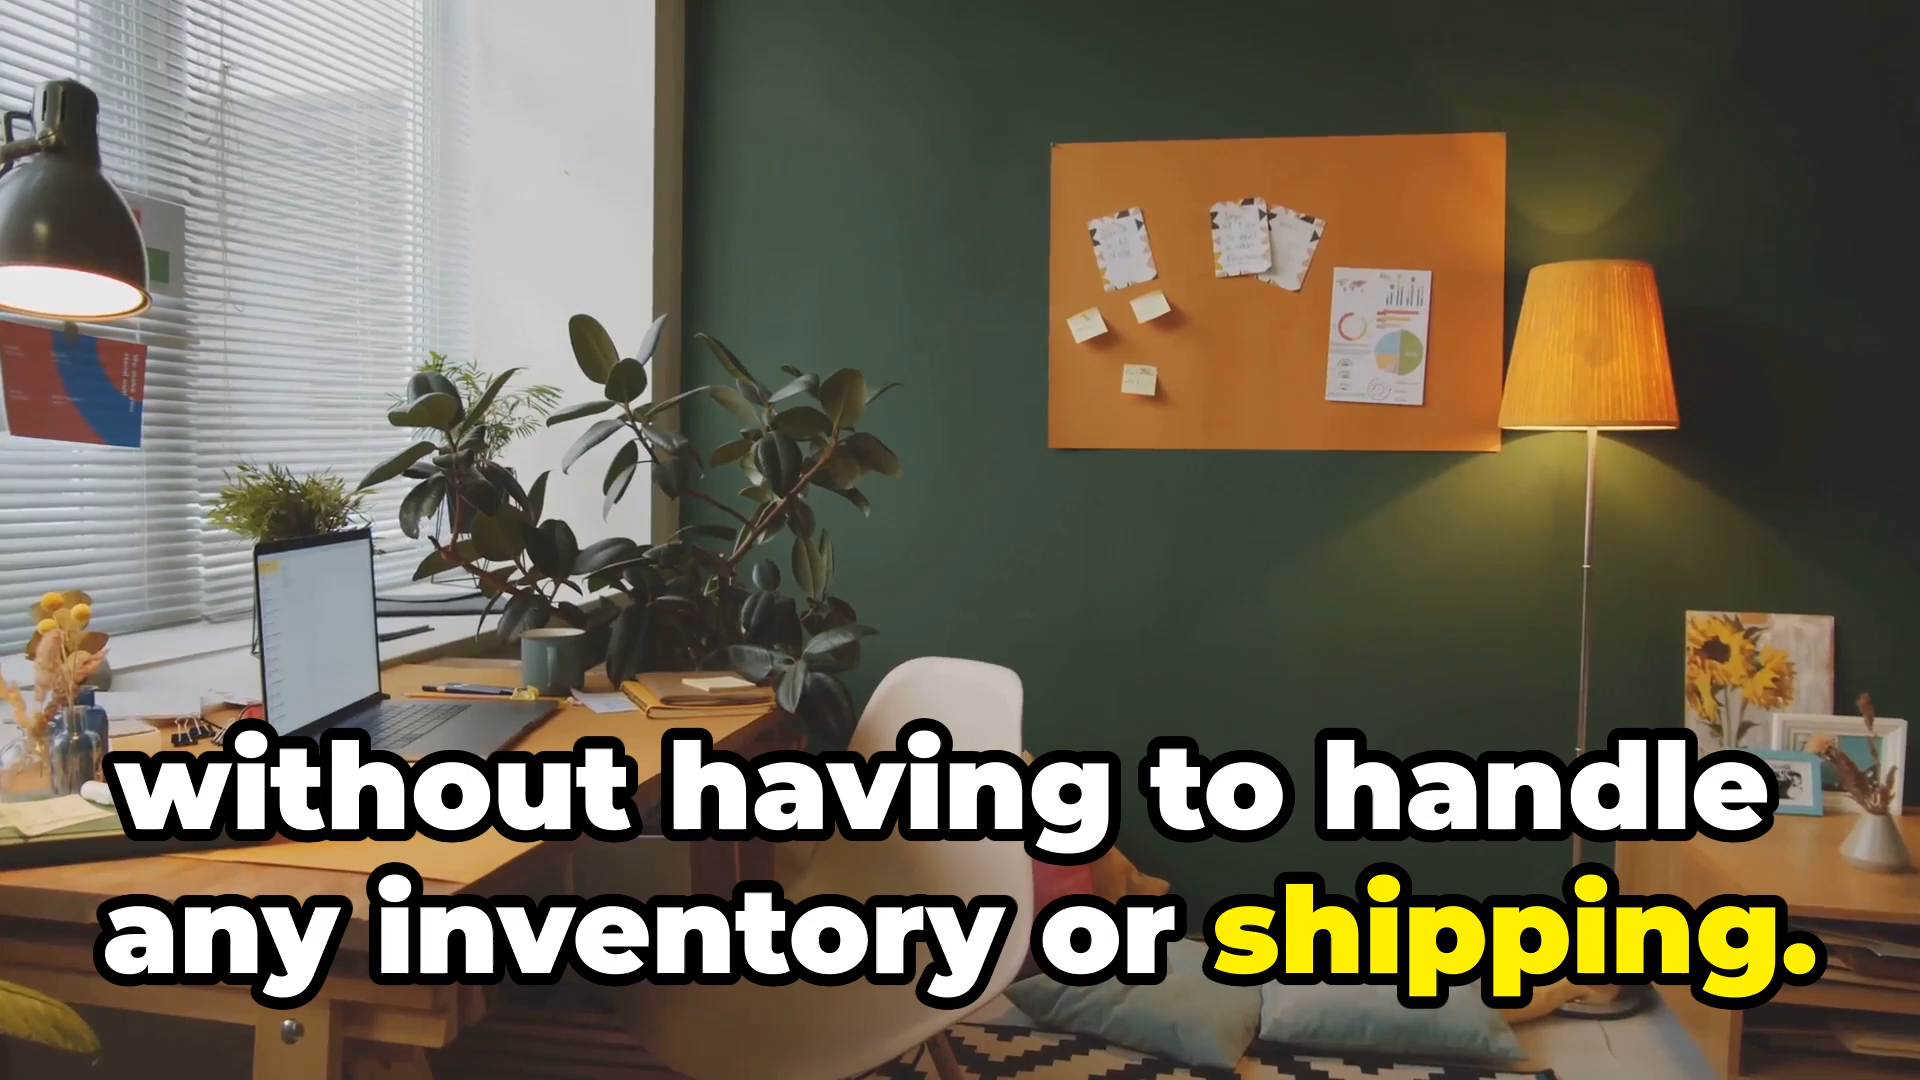 without having to handle
any inventory or shipping.